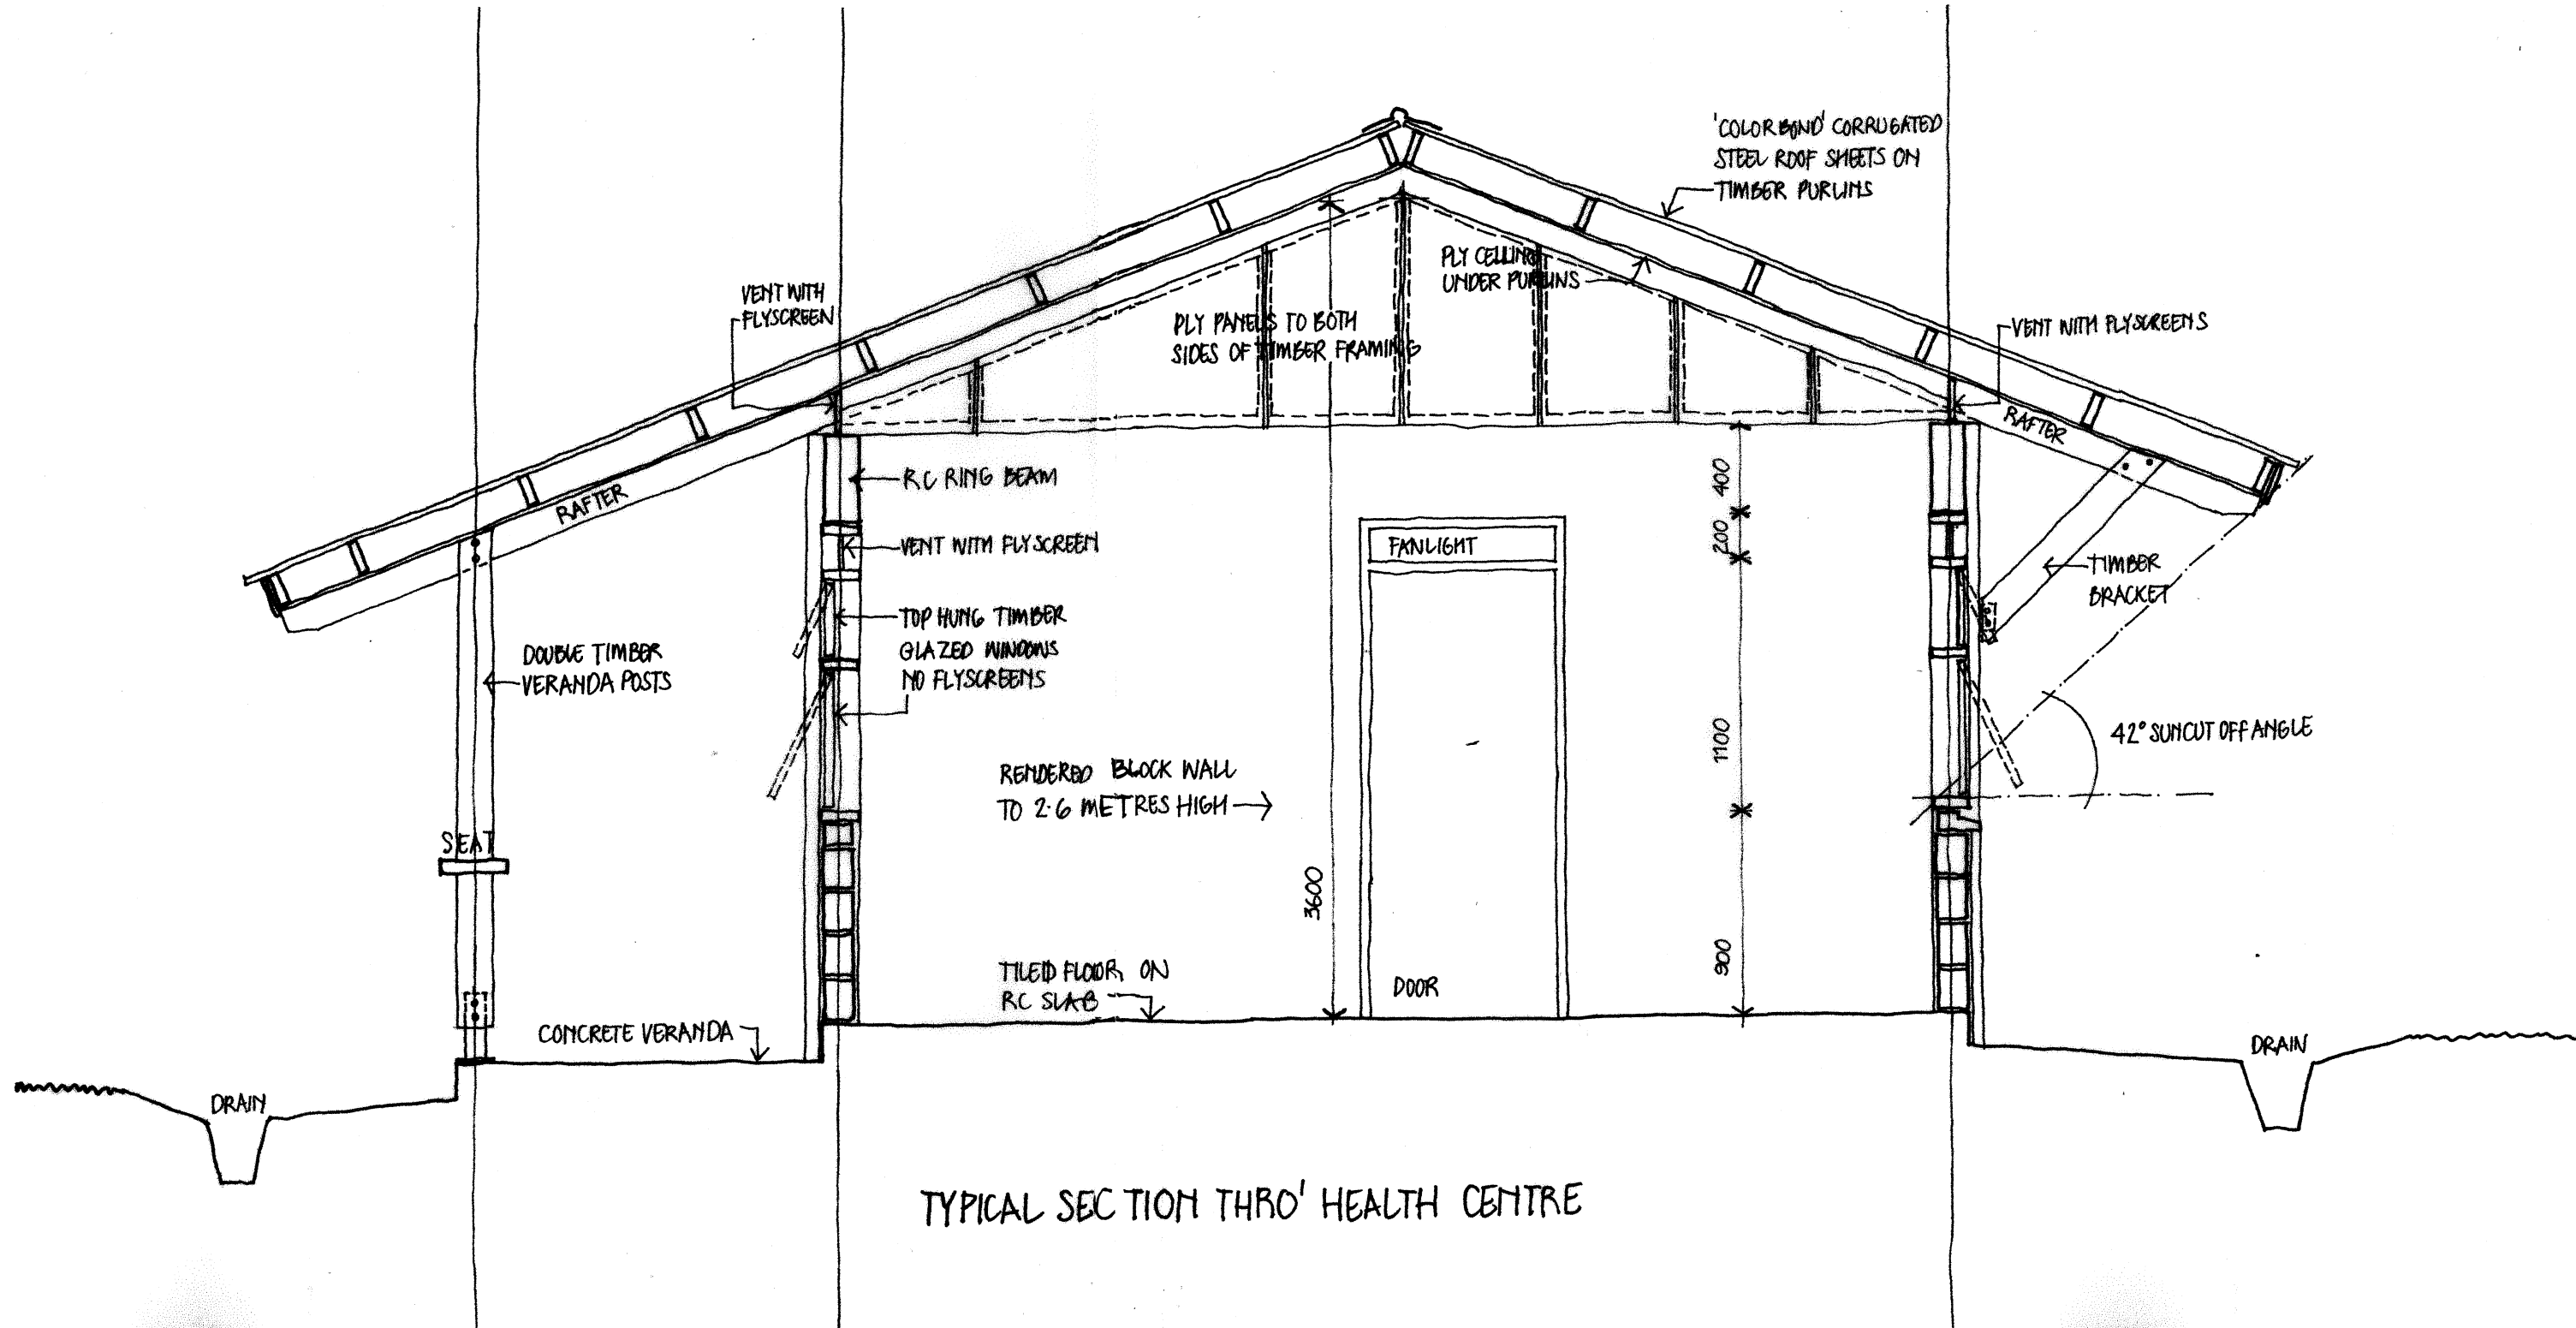 'COLORBOND' CORRUGATED
STEEL ROOF SHEETS ON
TIMBER PURLINS
PLY CEILING
UNDER PURLINS
VENT WITH
FLYSCREEN
PLY PANELS TO BOTH
SIDES OF TIMBER FRAMING
VENT WITH FLYSCREENS
RAFTER
RAFTER
RC RING BEAM
400
VENT WITH FLYSCREEN
200
FANLIGHT
TIMBER
BRACKET
TOP HUNG TIMBER
GLAZED WINDOWS
NO FLYSCREENS
DOUBLE TIMBER
VERANDA POSTS
1100
42° SUN CUT OFF ANGLE
RENDERED BLOCK WALL
TO 2·6 METRES HIGH
SEAT
3600
900
TILED FLOOR ON
RC SLAB
DOOR
CONCRETE VERANDA
DRAIN
DRAIN
TYPICAL SECTION THRO' HEALTH CENTRE